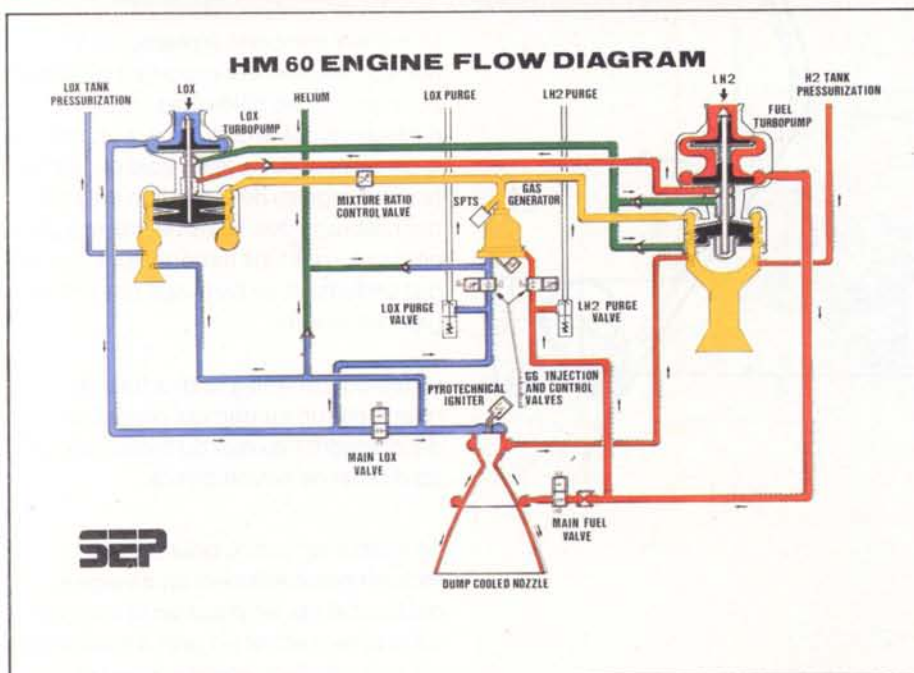 HM 60 ENGINE FLOW DIAGRAM
LOX TANK
PRESSURIZATION
LOX
LOX
TURBOPUMP
HELIUM
LOX PURGE
LH2 PURGE
LH2
FUEL
TURBOPUMP
H2 TANK
PRESSURIZATION
MIXTURE RATIO
CONTROL VALVE
SPTS
GAS
GENERATOR
LOX PURGE
VALVE
LH2 PURGE
VALVE
GG INJECTION
AND CONTROL
VALVES
PYROTECHNICAL
IGNITER
MAIN LOX
VALVE
MAIN FUEL
VALVE
SEP
DUMP COOLED NOZZLE